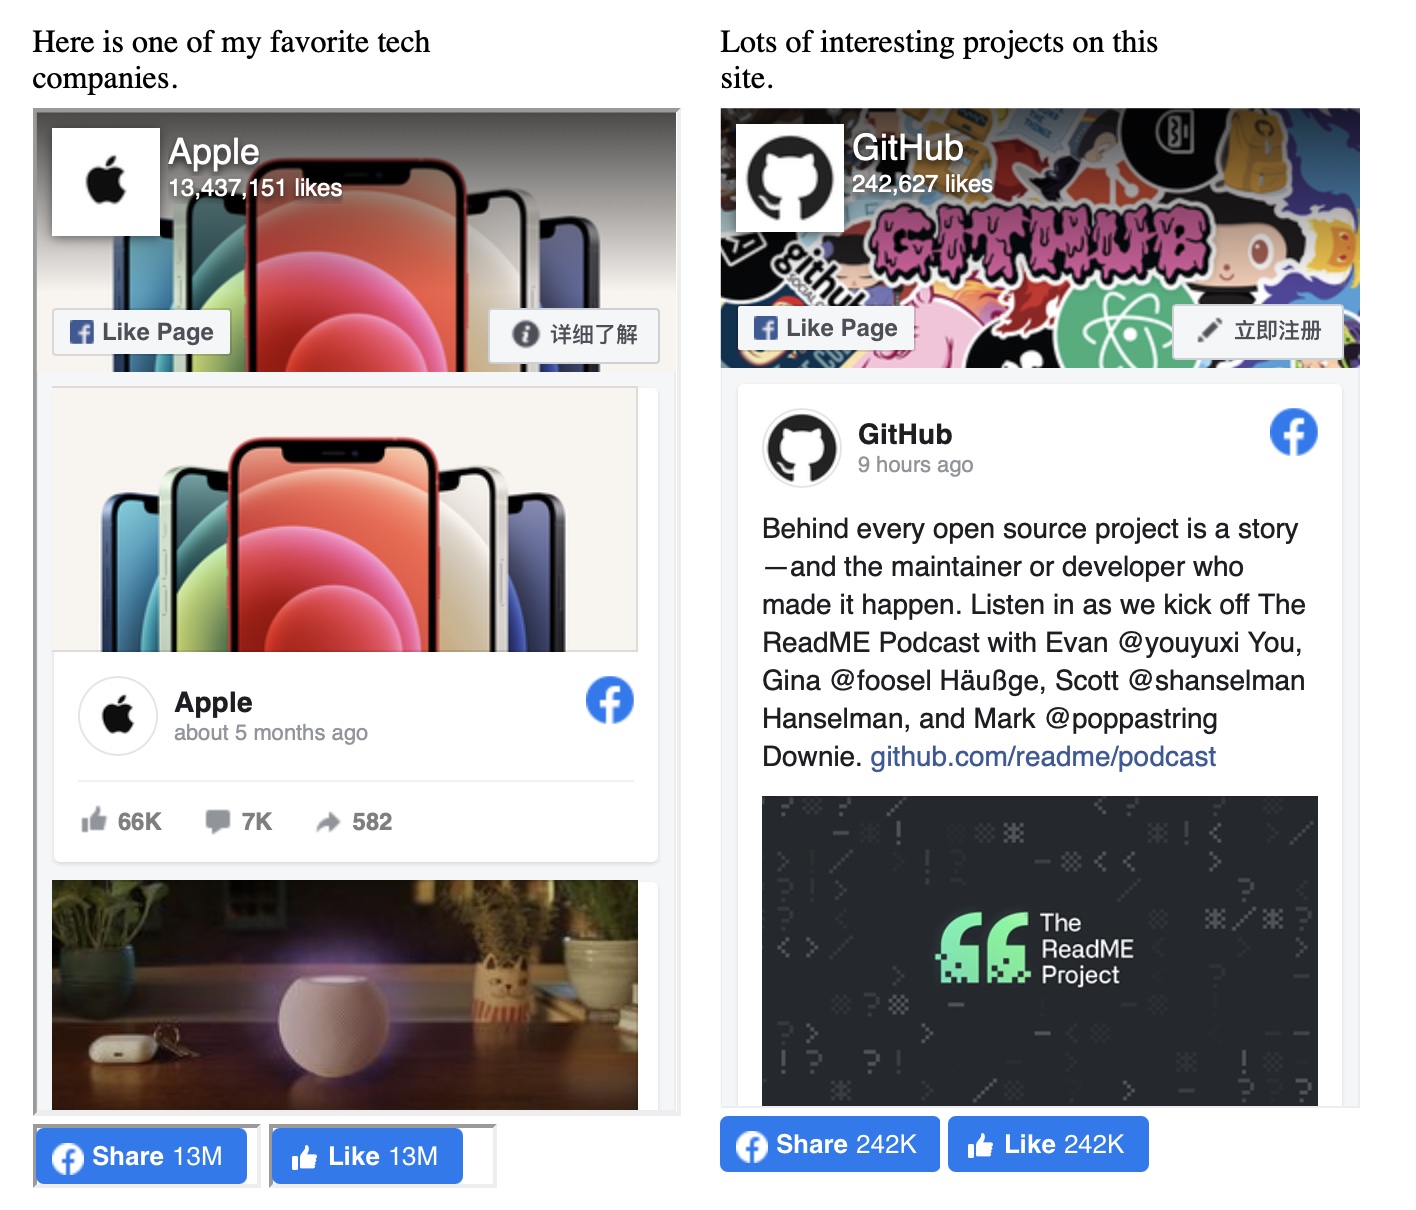 Here is one of my favorite tech
companies.
Apple
13,437,151 likes
Like Page
详细了解
Apple
about 5 months ago
66K
7K
582
Share 13M
Like 13M
Lots of interesting projects on this
site.
GitHub
242,627 likes
GITHUB
github
Like Page
立即注册
GitHub
9 hours ago
Behind every open source project is a story
—and the maintainer or developer who
made it happen. Listen in as we kick off The
ReadME Podcast with Evan @youyuxi You,
Gina @foosel Häußge, Scott @shanselman
Hanselman, and Mark @poppastring
Downie. github.com/readme/podcast
The
ReadME
Project
Share 242K
Like 242K